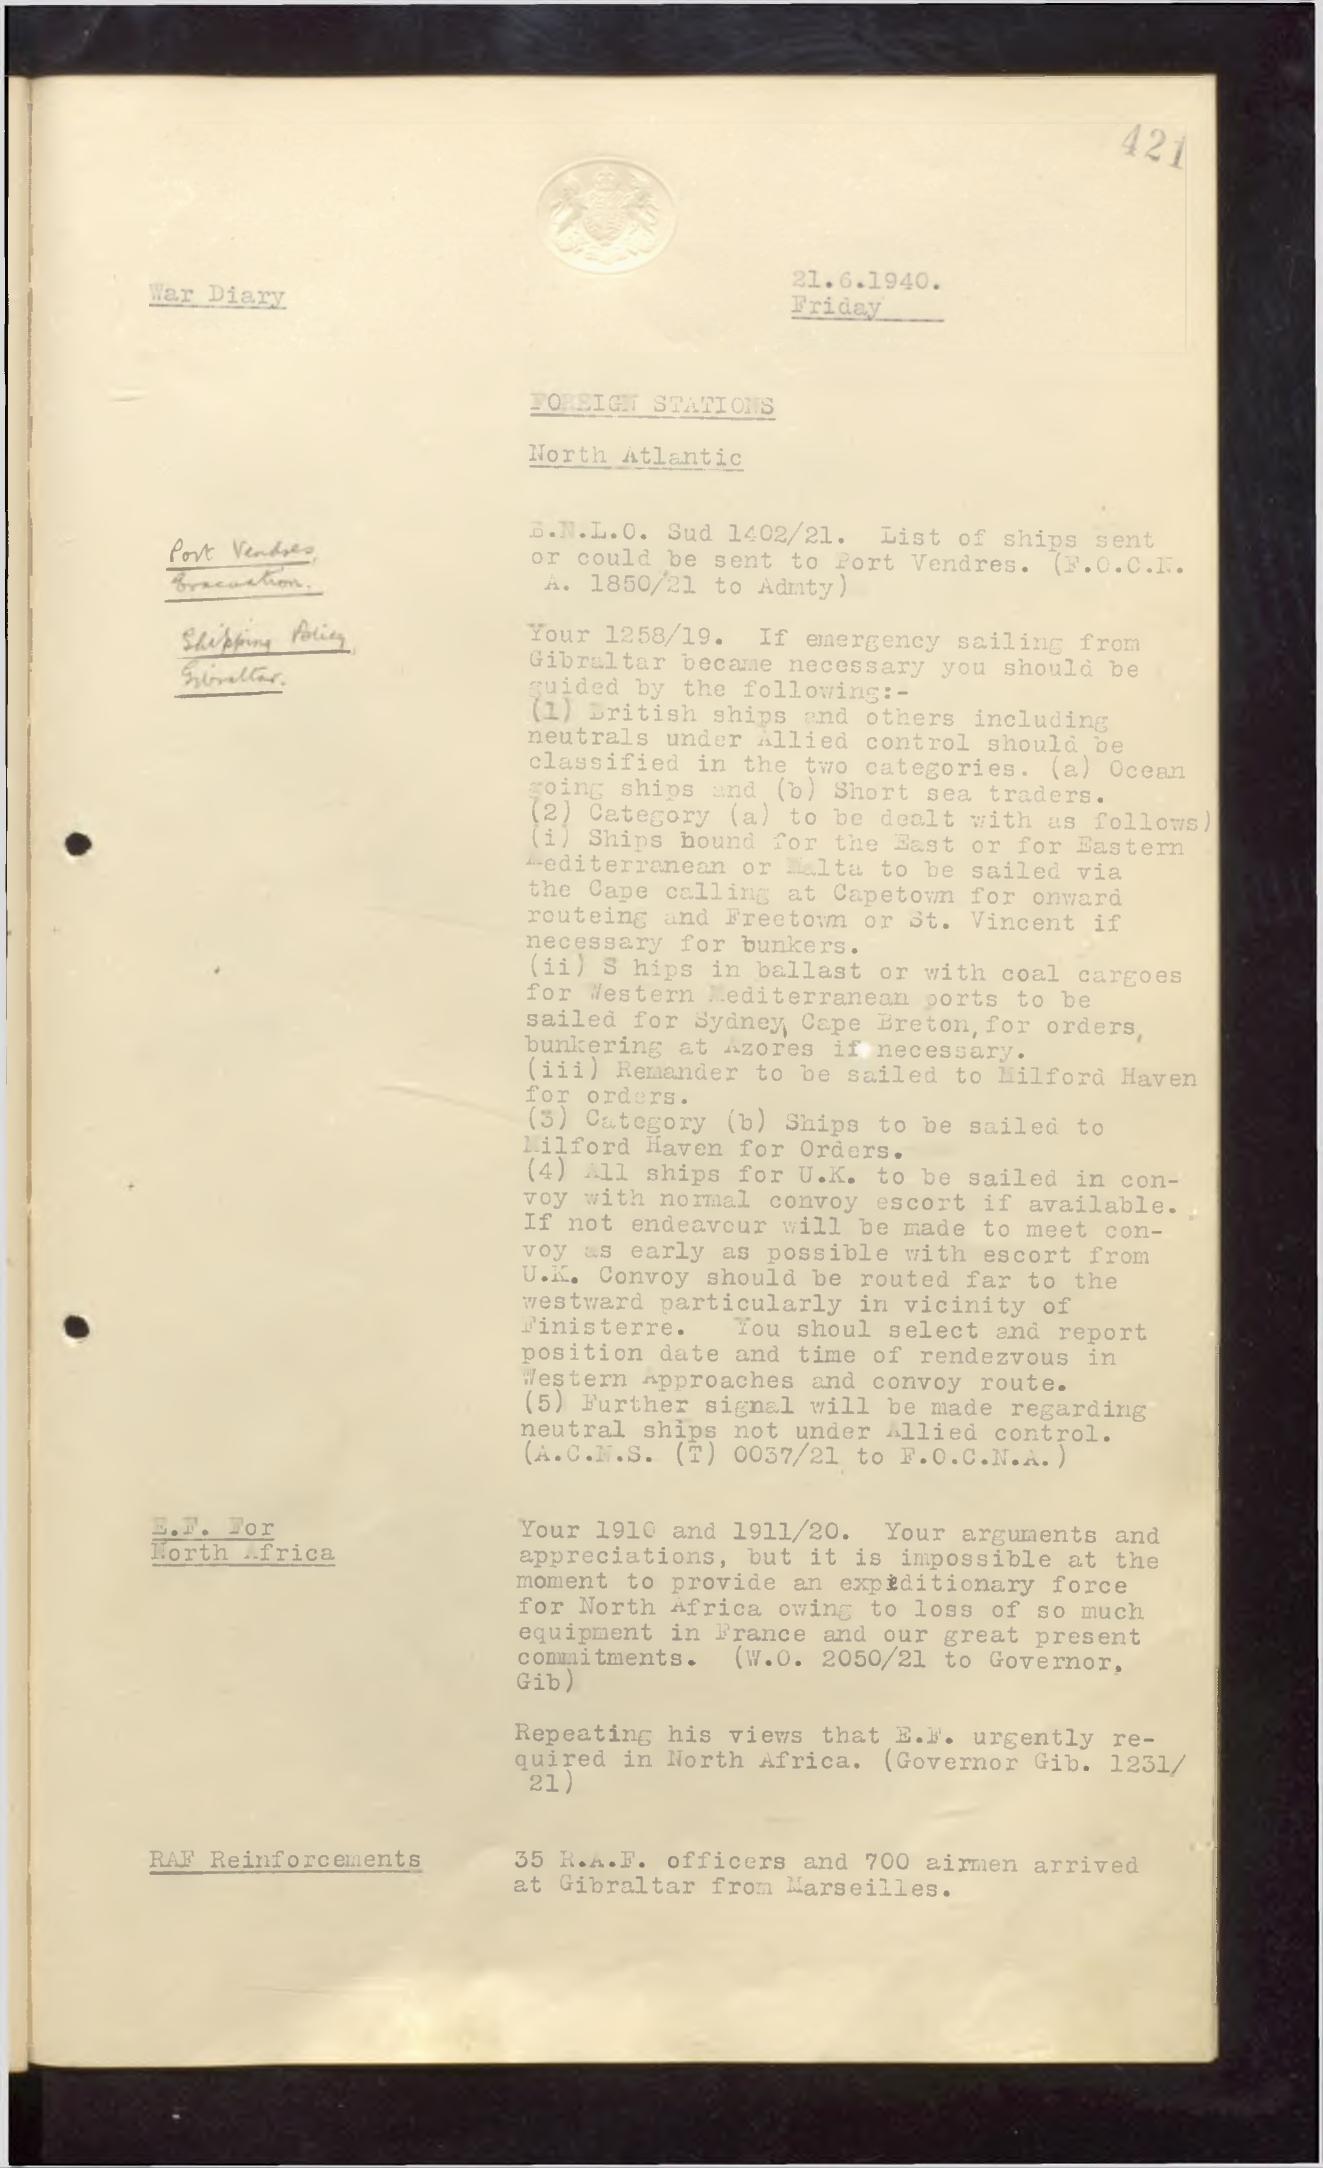 421
War Diary
21.6.1940.
Friday
FOREIGN STATIONS
North Atlantic
Port Vendres,
Evacuation.
B.N.L.O. Sud 1402/21. List of ships sent
or could be sent to Port Vendres. (F.O.C.N.
A. 1850/21 to Admty)
Shipping Policy,
Gibraltar.
Your 1258/19. If emergency sailing from
Gibraltar became necessary you should be
guided by the following:-
(1) British ships and others including
neutrals under Allied control should be
classified in the two categories. (a) Ocean
going ships and (b) Short sea traders.
(2) Category (a) to be dealt with as follows)
(i) Ships bound for the East or for Eastern
Mediterranean or Malta to be sailed via
the Cape calling at Capetown for onward
routeing and Freetown or St. Vincent if
necessary for bunkers.
(ii) S hips in ballast or with coal cargoes
for Western Mediterranean ports to be
sailed for Sydney, Cape Breton, for orders,
bunkering at Azores if necessary.
(iii) Remander to be sailed to Milford Haven
for orders.
(3) Category (b) Ships to be sailed to
Milford Haven for Orders.
(4) All ships for U.K. to be sailed in con-
voy with normal convoy escort if available.
If not endeavour will be made to meet con-
voy as early as possible with escort from
U.K. Convoy should be routed far to the
westward particularly in vicinity of
Finisterre. You shoul select and report
position date and time of rendezvous in
Western Approaches and convoy route.
(5) Further signal will be made regarding
neutral ships not under Allied control.
(A.C.N.S. (T) 0037/21 to F.O.C.N.A.)
E.F. For
North Africa
Your 1910 and 1911/20. Your arguments and
appreciations, but it is impossible at the
moment to provide an expeditionary force
for North Africa owing to loss of so much
equipment in France and our great present
commitments. (W.O. 2050/21 to Governor,
Gib)
Repeating his views that E.F. urgently re-
quired in North Africa. (Governor Gib. 1231/
21)
RAF Reinforcements
35 R.A.F. officers and 700 airmen arrived
at Gibraltar from Marseilles.